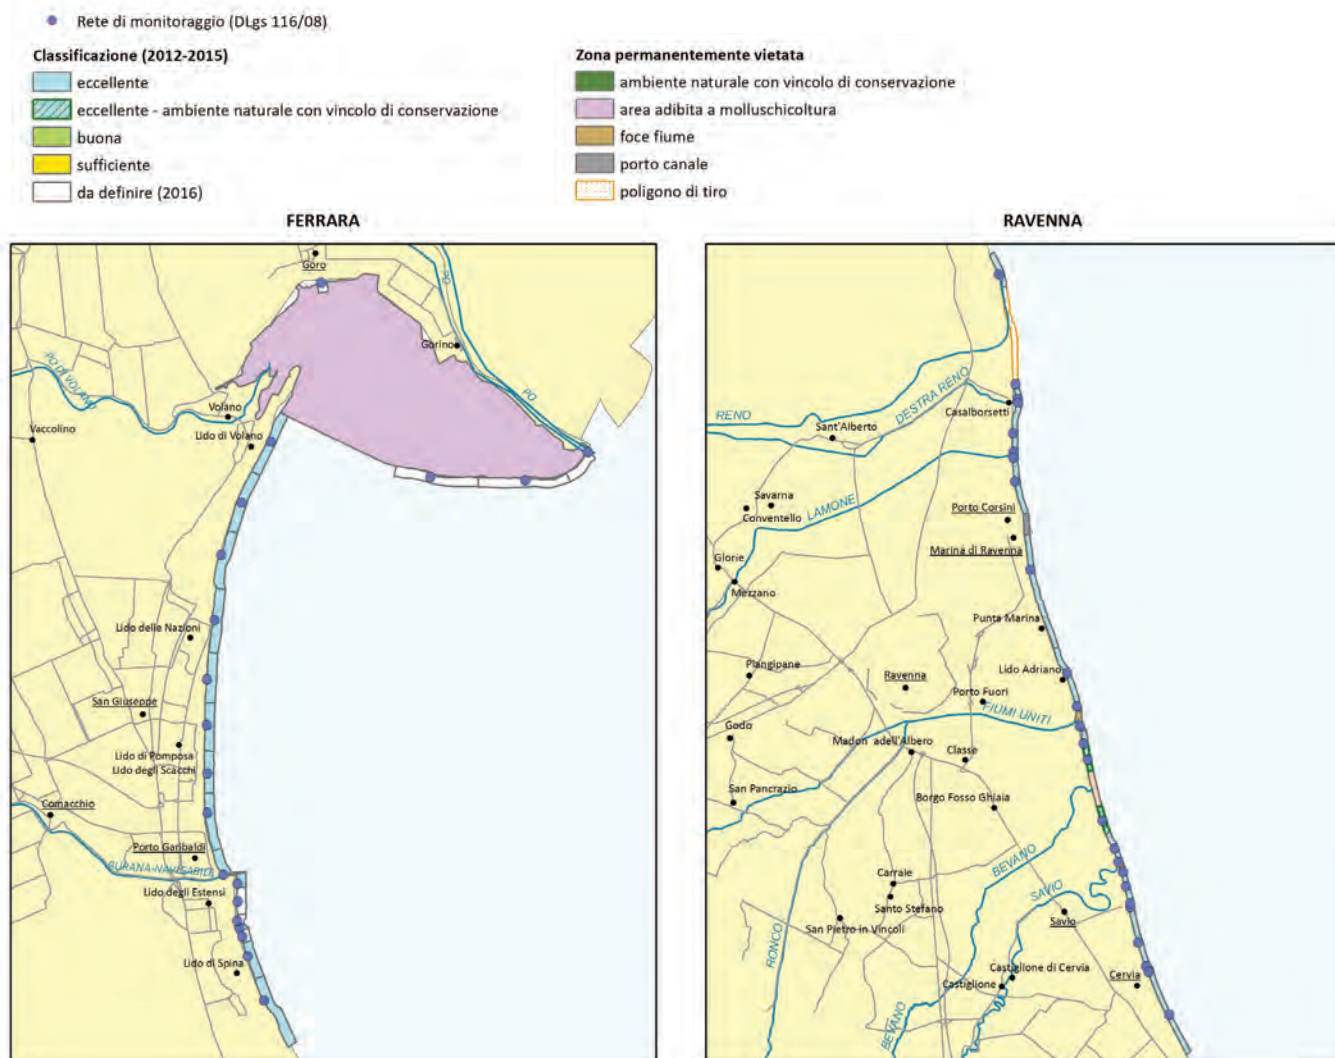 Rete di monitoraggio (DLgs 116/08)
Classificazione (2012-2015)
eccellente
eccellente - ambiente naturale con vincolo di conservazione
buona
sufficiente
da definire (2016)
Zona permanentemente vietata
ambiente naturale con vincolo di conservazione
area adibita a molluschicoltura
foce fiume
porto canale
poligono di tiro
FERRARA
Goro
PO
Gorino
PO
PO DI VOLANO
Volano
Vaccolino
Lido di Volano
Lido delle Nazioni
San Giuseppe
Lido di Pomposa
Lido degli Scacchi
Comacchio
Porto Garibaldi
BURANA-NAVIGABILE
Lido degli Estensi
Lido di Spina
RAVENNA
DESTRA RENO
RENO
Casalborsetti
Sant'Alberto
LAMONE
Savarna
Conventello
Porto Corsini
Marina di Ravenna
Glorie
Mezzano
Punta Marina
Piangipane
Ravenna
Lido Adriano
Porto Fuori
FIUMI UNITI
Godo
Madon adell'Albero
Classe
San Pancrazio
Borgo Fosso Ghiaia
BEVANO
Carraie
SAVIO
Santo Stefano
Savio
San Pietro in Vincoli
RONCO
Castiglione di Cervia
Castiglione
Cervia
BEVANO